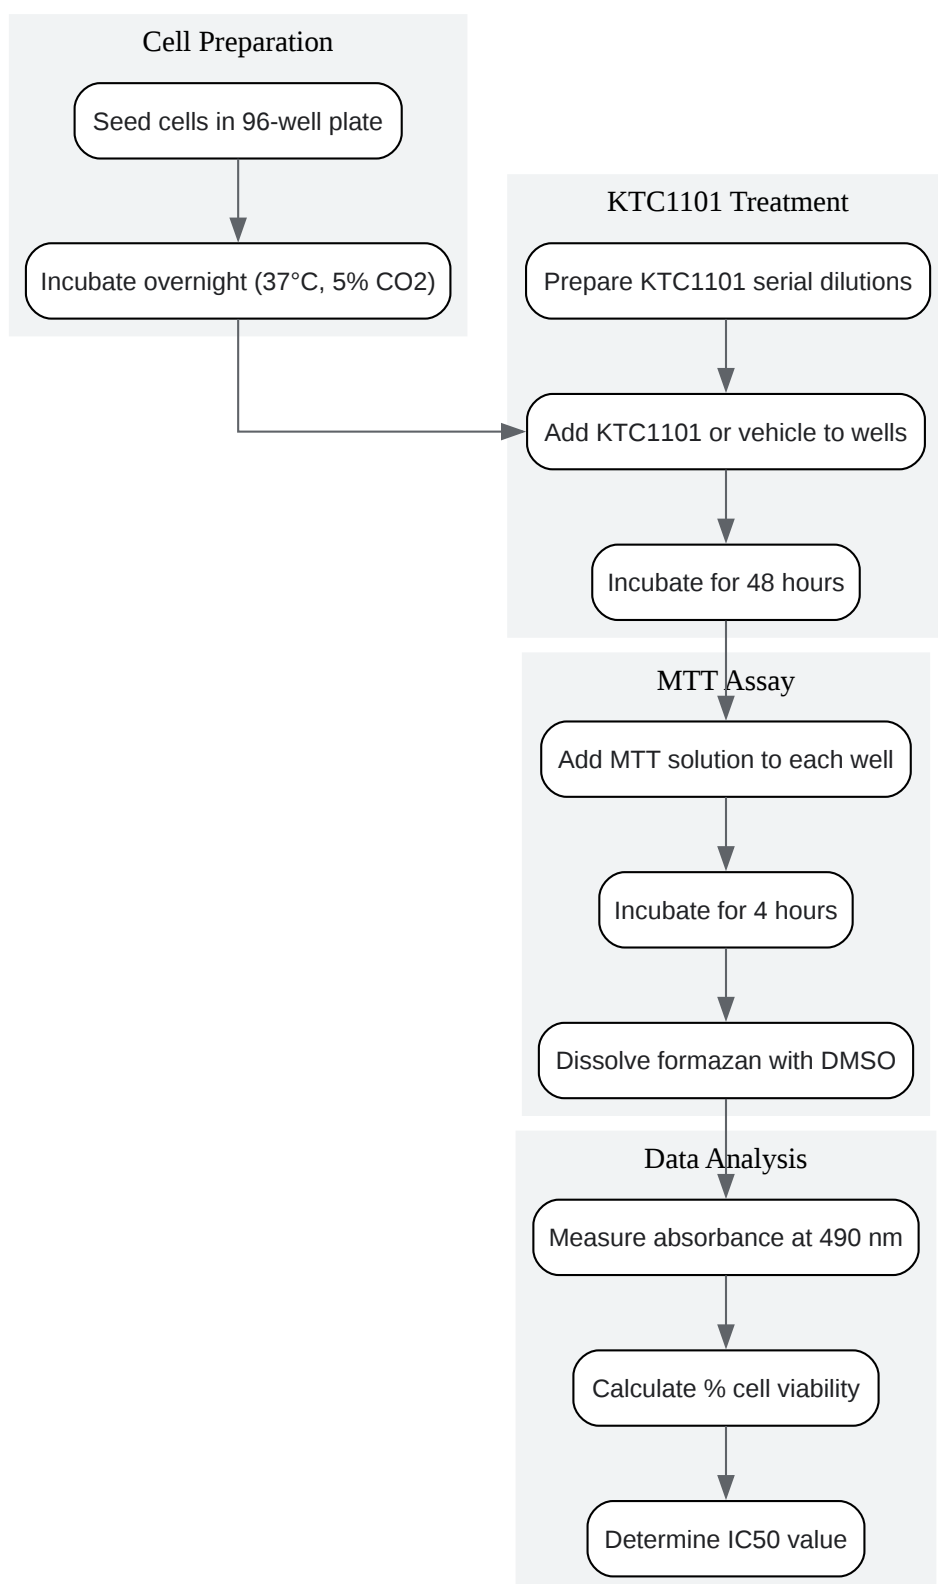 Cell Preparation
Seed cells in 96-well plate
Incubate overnight (37°C, 5% CO2)
KTC1101 Treatment
Prepare KTC1101 serial dilutions
Add KTC1101 or vehicle to wells
Incubate for 48 hours
MTT Assay
Add MTT solution to each well
Incubate for 4 hours
Dissolve formazan with DMSO
Data Analysis
Measure absorbance at 490 nm
Calculate % cell viability
Determine IC50 value